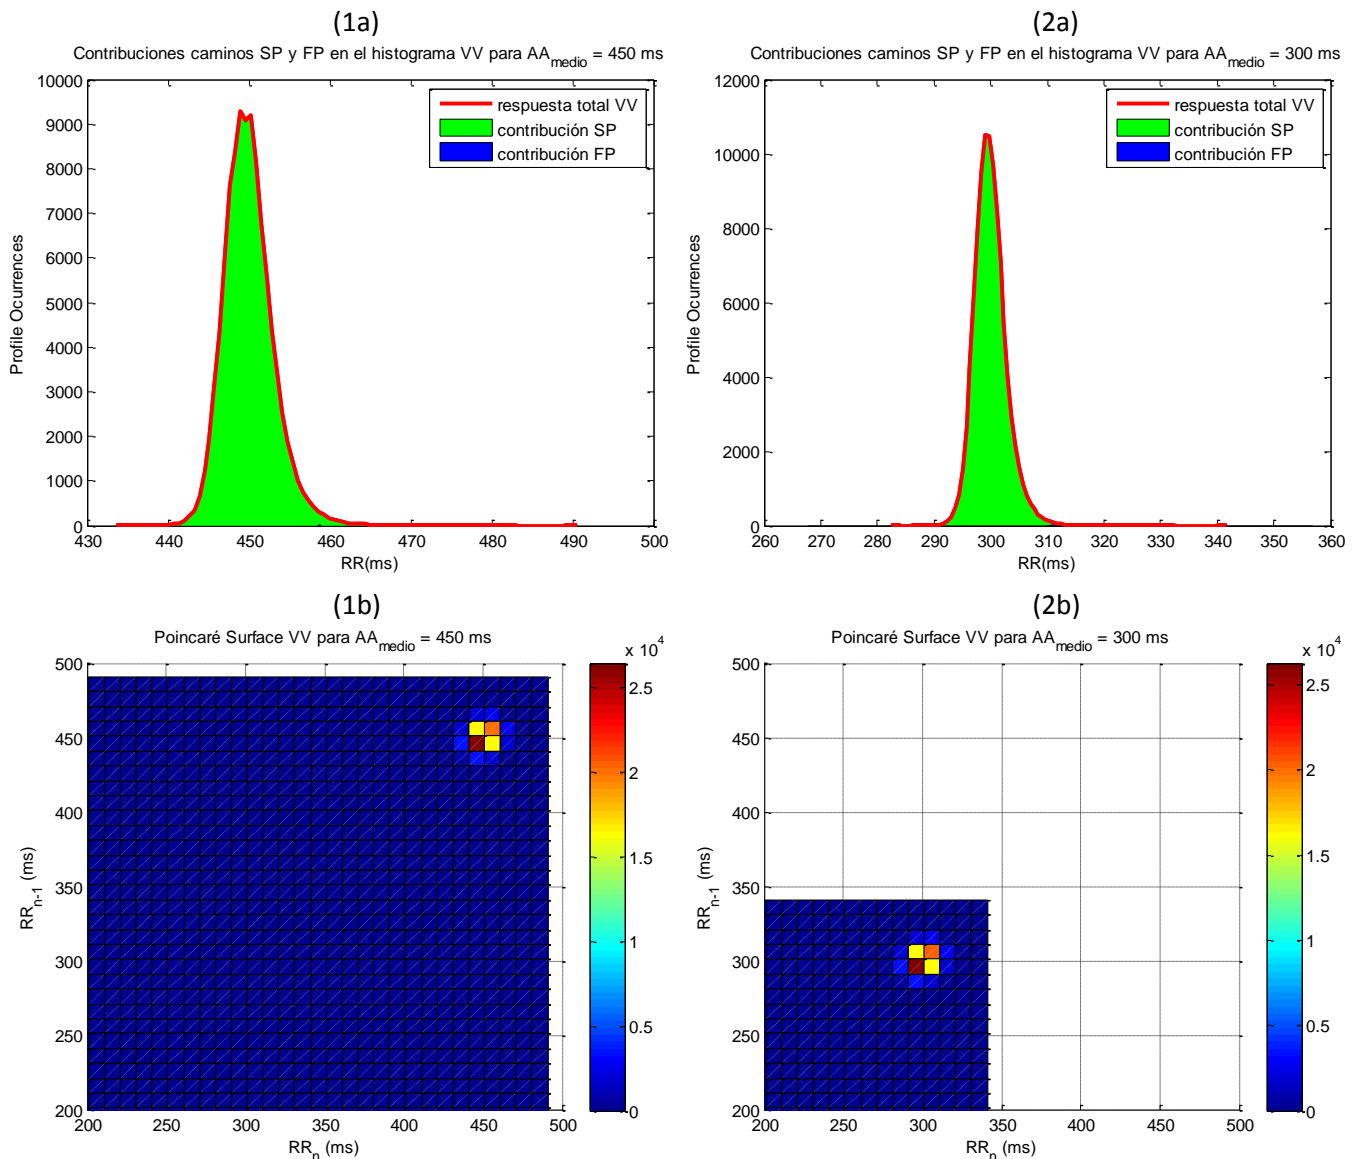 (1a)
Contribuciones caminos SP y FP en el histograma VV para AAmedio = 450 ms
10000
9000
8000
7000
6000
5000
4000
3000
2000
1000
0
Profile Ocurrences
respuesta total VV
contribución SP
contribución FP
430 440 450 460 470 480 490 500
RR(ms)
(2a)
Contribuciones caminos SP y FP en el histograma VV para AAmedio = 300 ms
12000
10000
8000
6000
4000
2000
0
Profile Ocurrences
respuesta total VV
contribución SP
contribución FP
260 270 280 290 300 310 320 330 340 350 360
RR(ms)
(1b)
Poincaré Surface VV para AAmedio = 450 ms
500
450
400
350
300
250
200
RRn-1 (ms)
200 250 300 350 400 450 500
RRn (ms)
x 10^4
2.5
2
1.5
1
0.5
0
(2b)
Poincaré Surface VV para AAmedio = 300 ms
500
450
400
350
300
250
200
RRn-1 (ms)
200 250 300 350 400 450 500
RRn (ms)
x 10^4
2.5
2
1.5
1
0.5
0